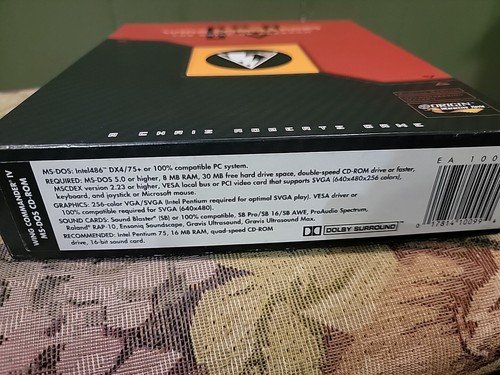 ORIGIN
A CHRIS ROBERTS GAME
WING COMMANDER IV
MS-DOS CD-ROM
MS-DOS: Intel486™ DX4/75+ or 100% compatible PC system.
REQUIRED: MS-DOS 5.0 or higher, 8 MB RAM, 30 MB free hard drive space, double-speed CD-ROM drive or faster,
MSCDEX version 2.23 or higher, VESA local bus or PCI video card that supports SVGA (640x480x256 colors),
keyboard, and joystick or Microsoft mouse.
GRAPHICS: 256-color VGA/SVGA (Intel Pentium required for optimal SVGA play). VESA driver or
100% compatible required for SVGA (640x480).
SOUND CARDS: Sound Blaster® (SB) or 100% compatible, SB Pro/SB 16/SB AWE, ProAudio Spectrum,
Roland® RAP-10, Ensoniq Soundscape, Gravis Ultrasound, Gravis Ultrasound Max.
RECOMMENDED: Intel Pentium 75, 16 MB RAM, quad-speed CD-ROM
drive, 16-bit sound card.
DOLBY SURROUND
EA 100